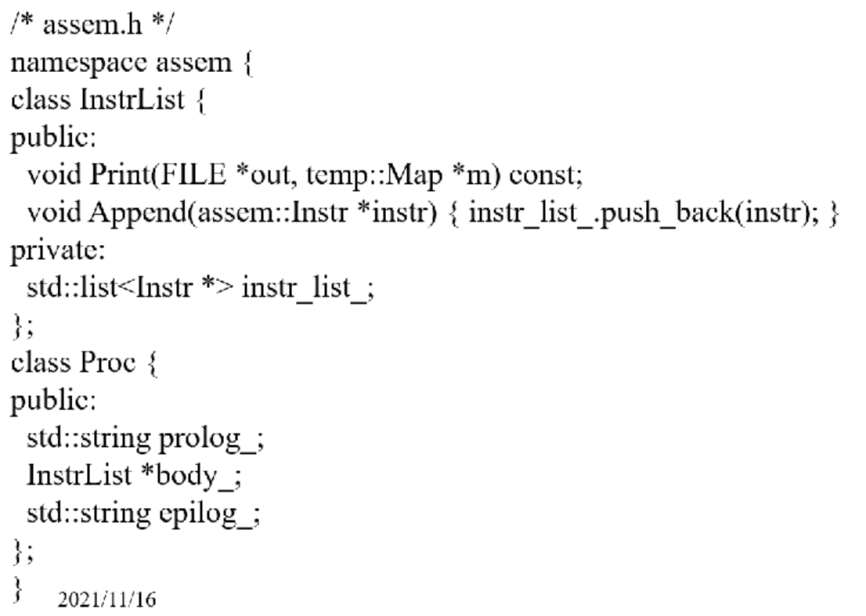 /* assem.h */
namespace assem {
class InstrList {
public:
  void Print(FILE *out, temp::Map *m) const;
  void Append(assem::Instr *instr) { instr_list_.push_back(instr); }
private:
  std::list<Instr *> instr_list_;
};
class Proc {
public:
  std::string prolog_;
  InstrList *body_;
  std::string epilog_;
};
}
2021/11/16